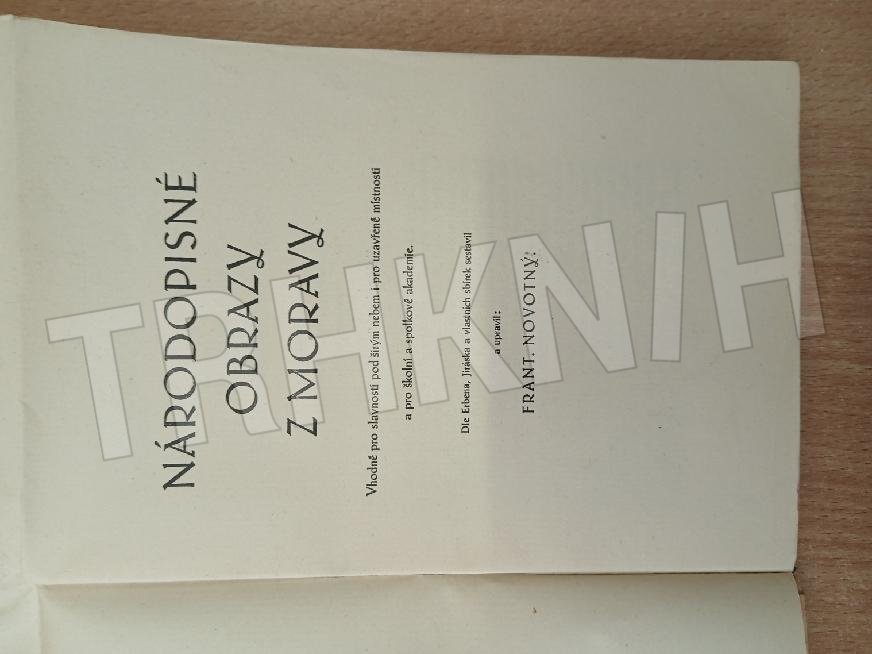 NÁRODOPISNÉ
OBRAZY
Z MORAVY
Vhodné pro slavnosti pod širým nebem i pro uzavřené místnosti
a pro školní a spolkové akademie.
Dle Erbena, Jiráska a vlastních sbírek sestavil
a upravil:
FRANT. NOVOTNÝ:
TRHKNIH